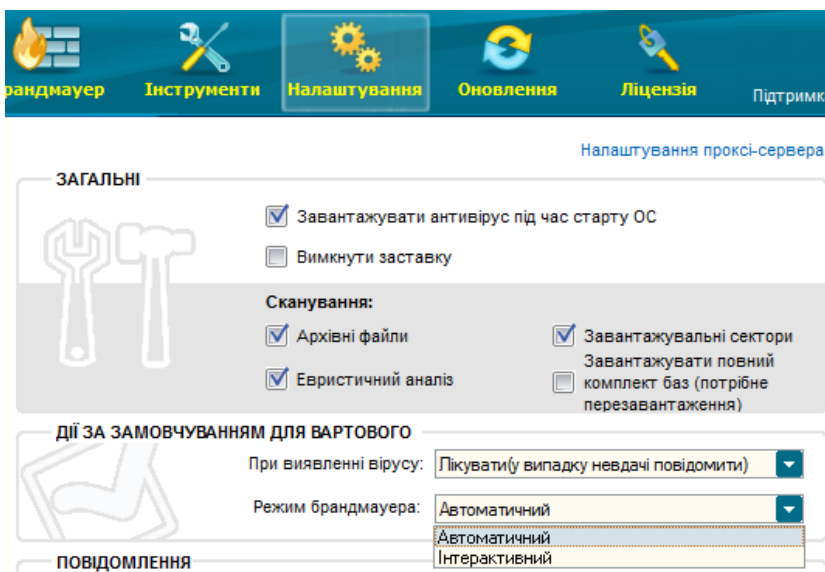 рандмауер Інструменти Налаштування Оновлення Ліцензія Підтримк
Налаштування проксі-сервера
ЗАГАЛЬНІ
Завантажувати антивірус під час старту ОС
Вимкнути заставку
Сканування:
Архівні файли
Завантажувальні сектори
Евристичний аналіз
Завантажувати повний
комплект баз (потрібне
перезавантаження)
ДІЇ ЗА ЗАМОВЧУВАННЯМ ДЛЯ ВАРТОВОГО
При виявленні вірусу: Лікувати(у випадку невдачі повідомити)
Режим брандмауера: Автоматичний
Автоматичний
Інтерактивний
ПОВІДОМЛЕННЯ